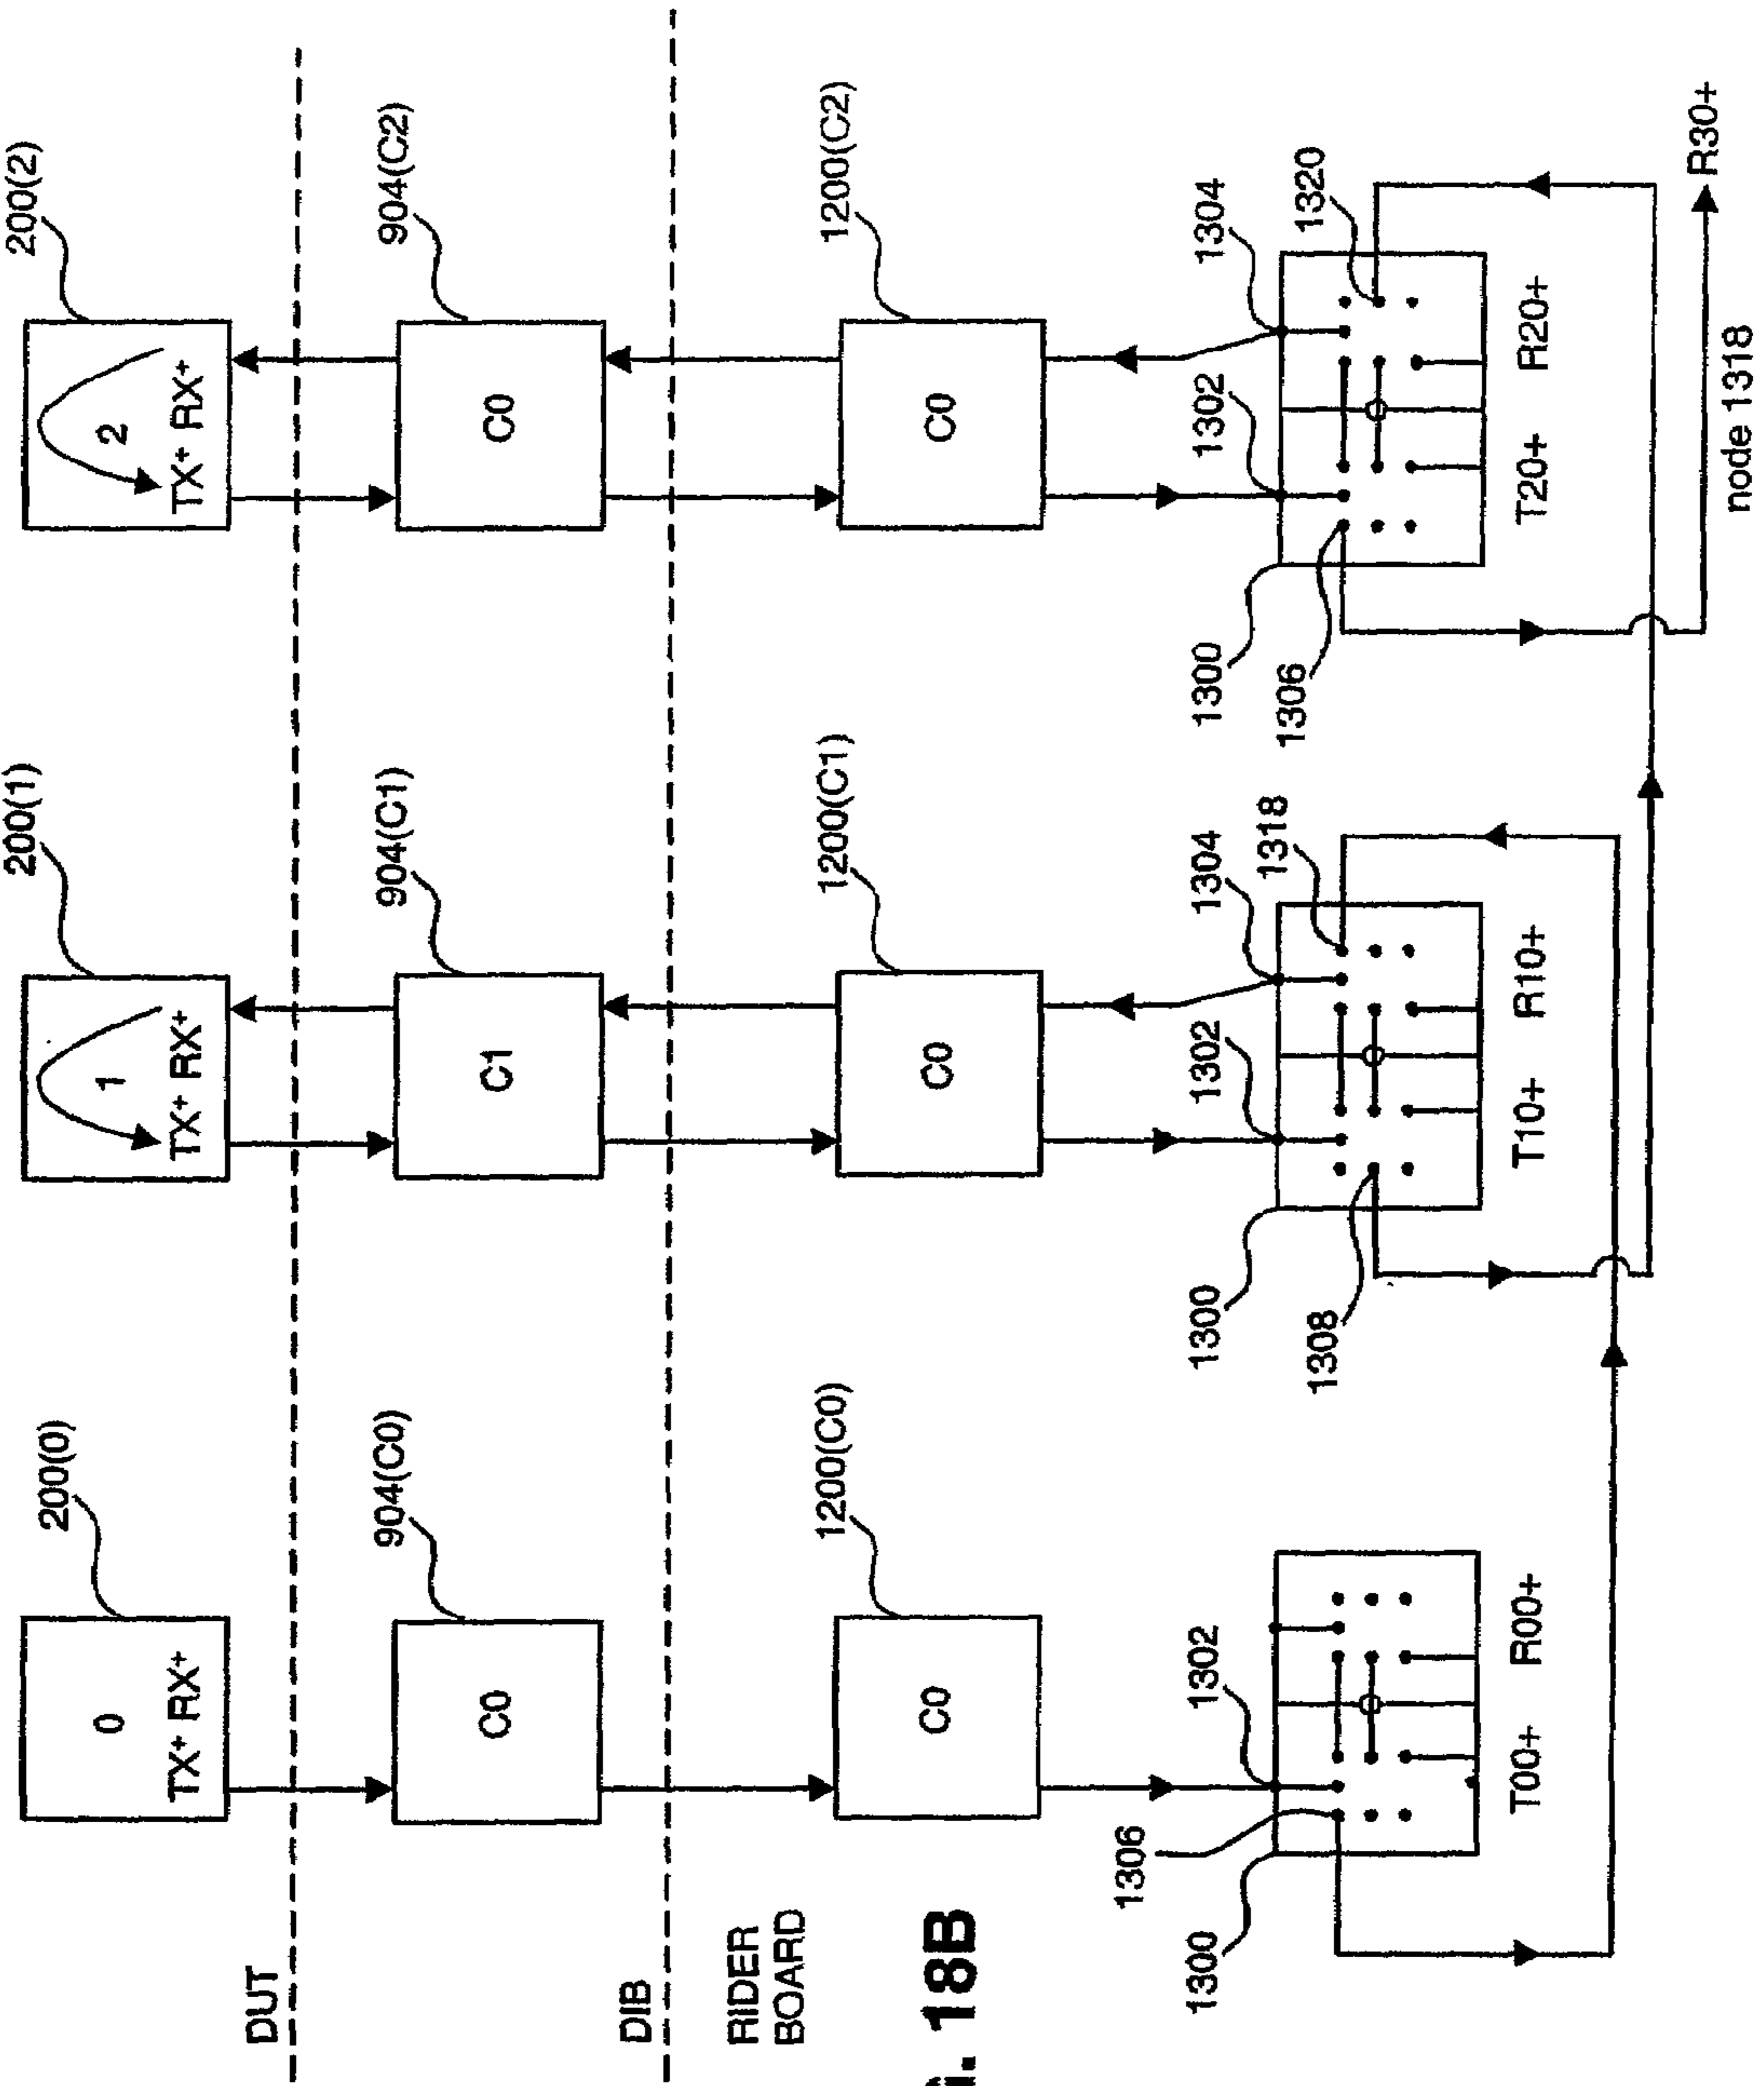 200(0)
200(1)
200(2)
0
TX+ RX+
1
TX+ RX+
2
TX+ RX+
DUT
904(C0)
904(C1)
904(C2)
C0
C1
C0
DIB
RIDER
BOARD
1200(C0)
1200(C1)
1200(C2)
C0
C0
C0
18B
1300
1306
1302
1300
1308
1302
1304
1318
1300
1306
1302
1304
1320
T00+ R00+
T10+ R10+
T20+ R20+
R30+
node 1318